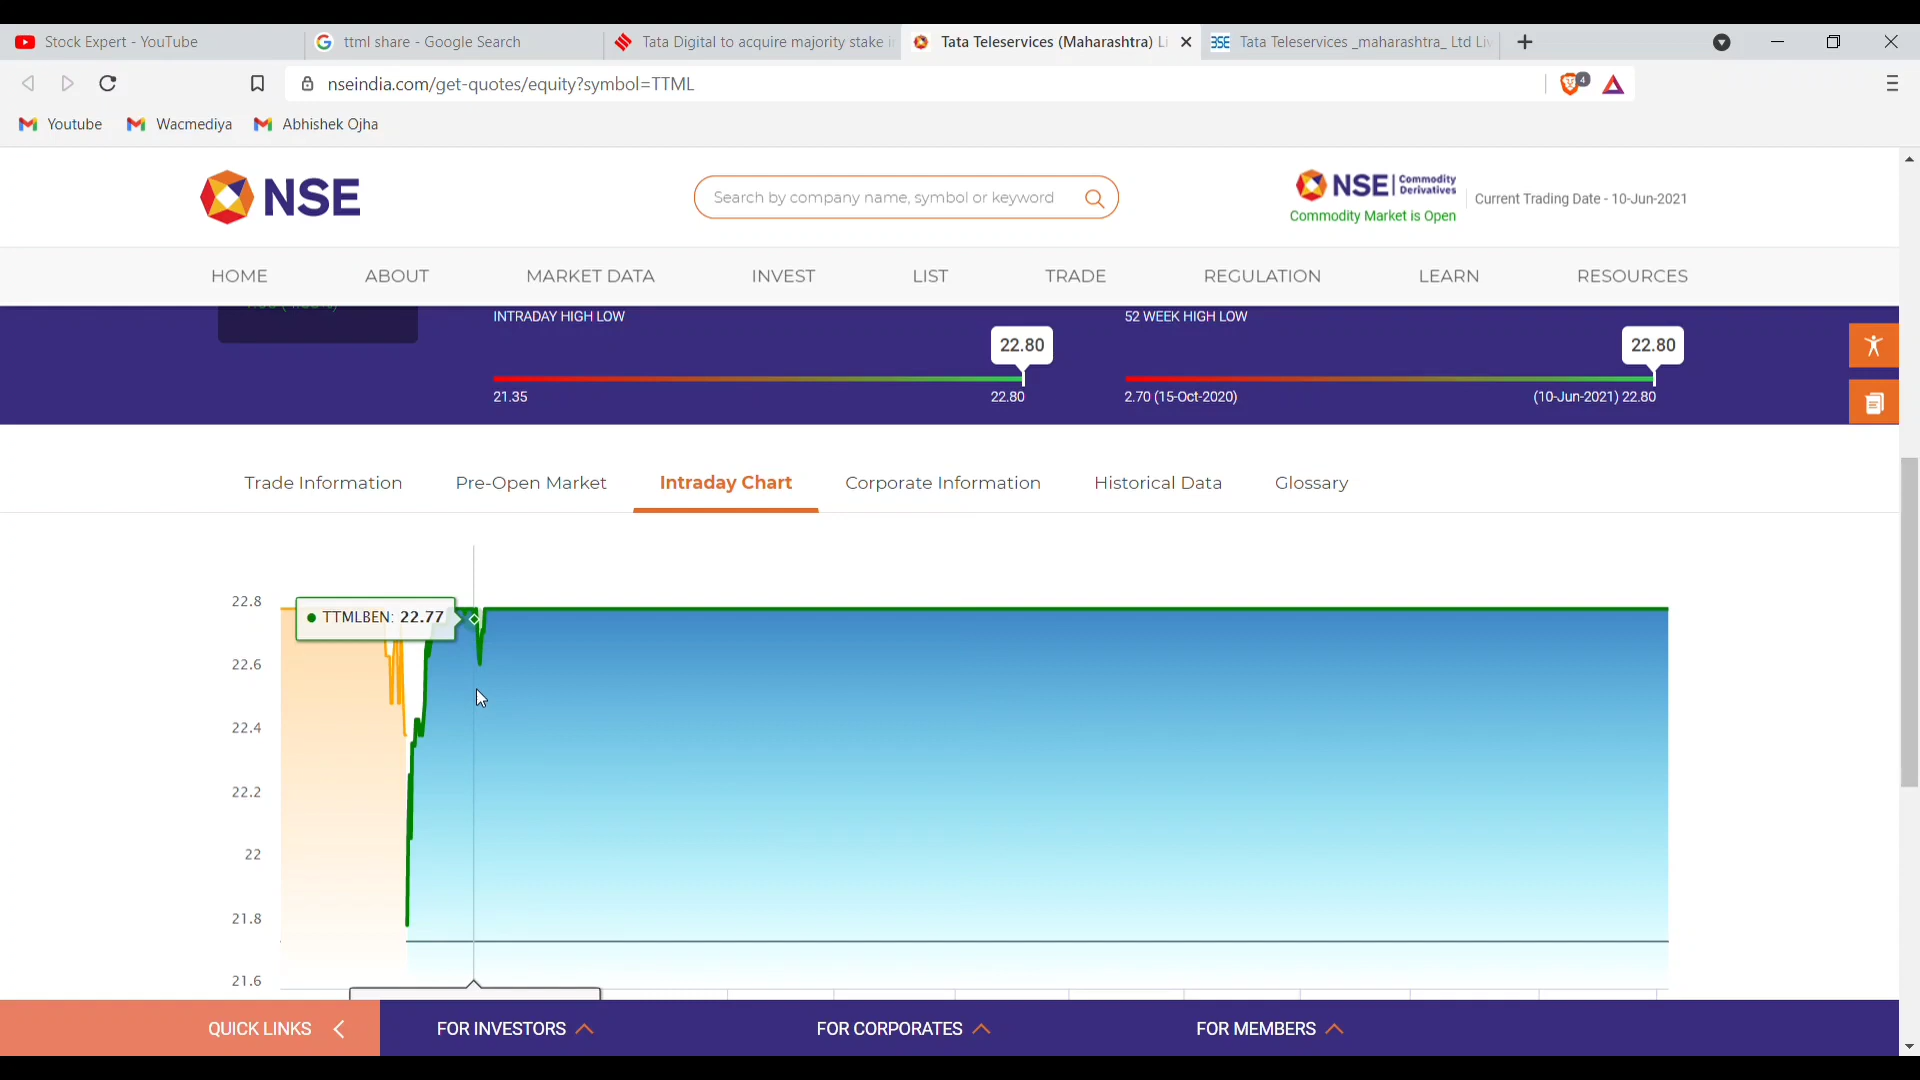 Stock Expert - YouTube
ttml share - Google Search
Tata Digital to acquire majority stake i
Tata Teleservices (Maharashtra) Li
Tata Teleservices _maharashtra_ Ltd Liv
nseindia.com/get-quotes/equity?symbol=TTML
4
Youtube
Wacmediya
Abhishek Ojha
NSE
Search by company name, symbol or keyword
NSE
Commodity
Derivatives
Commodity Market is Open
Current Trading Date - 10-Jun-2021
HOME
ABOUT
MARKET DATA
INVEST
LIST
TRADE
REGULATION
LEARN
RESOURCES
INTRADAY HIGH LOW
22.80
21.35
22.80
52 WEEK HIGH LOW
22.80
2.70 (15-Oct-2020)
(10-Jun-2021) 22.80
Trade Information
Pre-Open Market
Intraday Chart
Corporate Information
Historical Data
Glossary
22.8
TTMLBEN: 22.77
22.6
22.4
22.2
22
21.8
21.6
QUICK LINKS
FOR INVESTORS
FOR CORPORATES
FOR MEMBERS